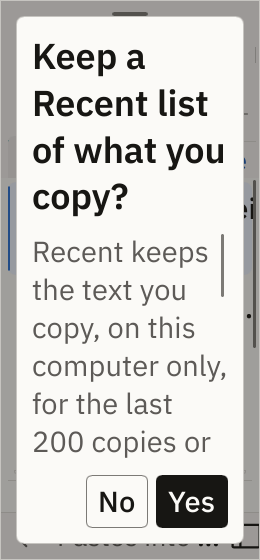 Keep a
Recent list
of what you
copy?
Recent keeps
the text you
copy, on this
computer only,
for the last
200 copies or
No
Yes